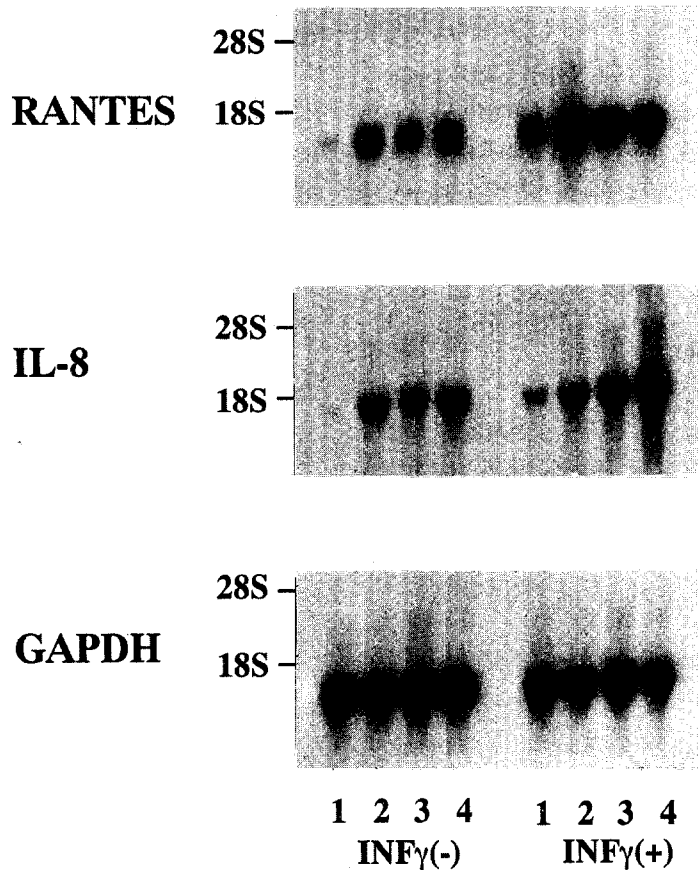 28S
RANTES 18S
28S
IL-8
18S
28S
GAPDH
18S
1 2 3 4 1 2 3 4
INFγ(-) INFγ(+)